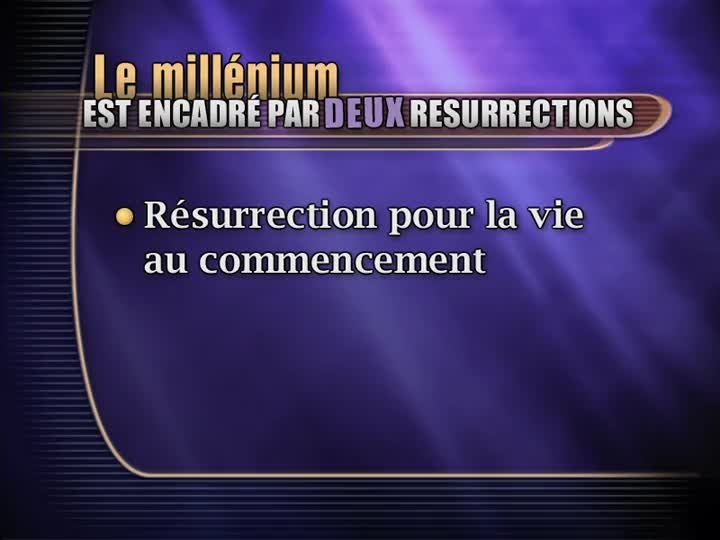 Le millénium
EST ENCADRÉ PAR DEUX RESURRECTIONS
Résurrection pour la vie
au commencement